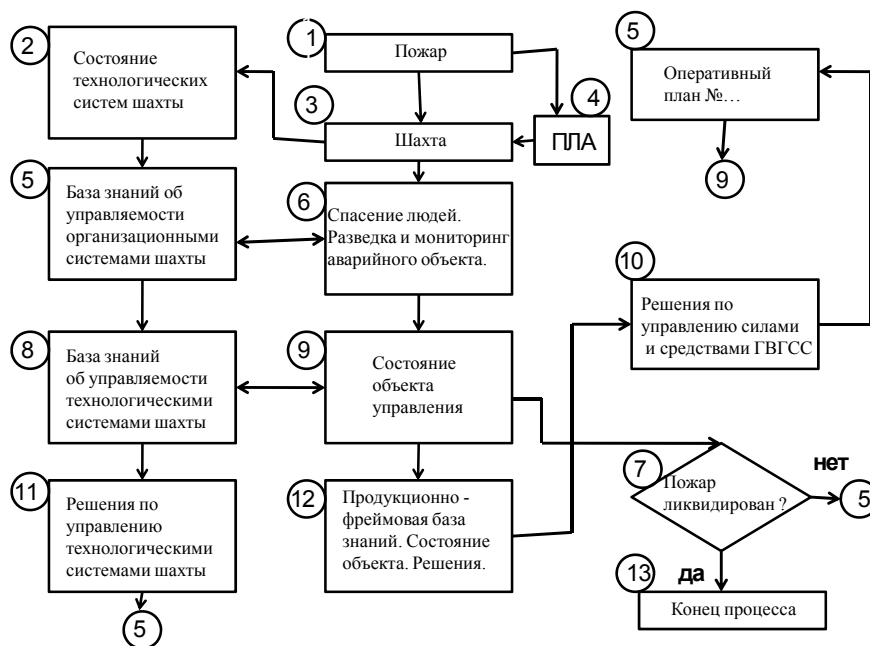 2
Состояние
технологических
систем шахты
1
Пожар
5
Оперативный
план №…
3
Шахта
4
ПЛА
9
5
База знаний об
управляемости
организационными
системами шахты
6
Спасение людей.
Разведка и мониторинг
аварийного объекта.
10
Решения по
управлению силами
и средствами ГВГСС
8
База знаний
об управляемости
технологическими
системами шахты
9
Состояние
объекта
управления
7
Пожар
ликвидирован ?
нет
5
11
Решения по
управлению
технологическими
системами шахты
12
Продукционно -
фреймовая база
знаний. Состояние
объекта. Решения.
да
13
Конец процесса
5